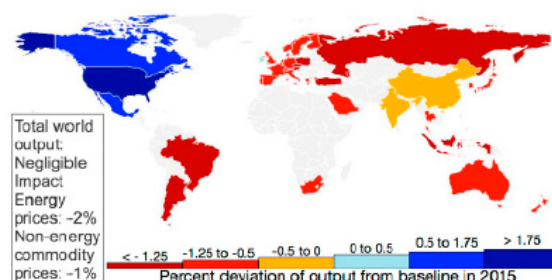 Total world
output:
Negligible
Impact
Energy
prices: -2%
Non-energy
commodity
prices: -1%
< - 1.25
-1.25 to -0.5
-0.5 to 0
0 to 0.5
0.5 to 1.75
> 1.75
Percent deviation of output from baseline in 2015